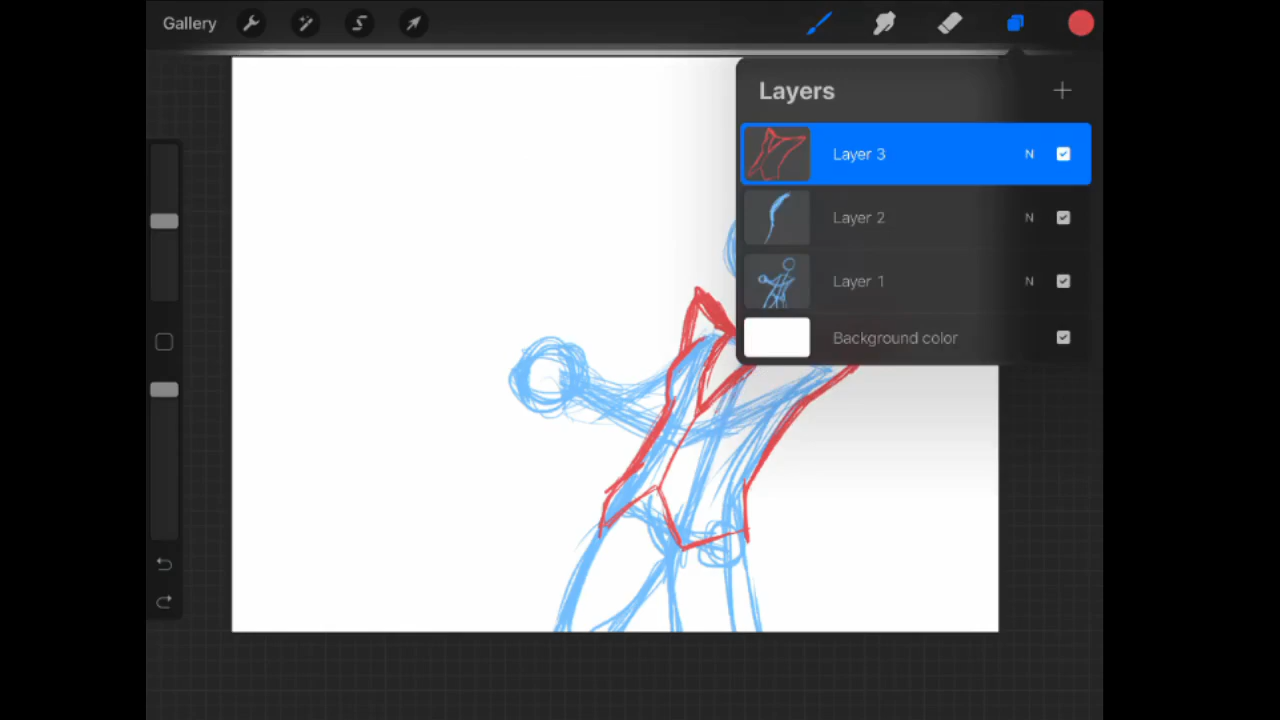 Gallery
Layers
Layer 3 N
Layer 2 N
Layer 1 N
Background color